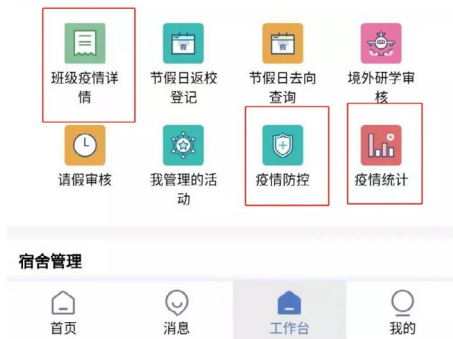 班级疫情详 节假日返校 节假日去向 境外研学审
情 登记 查询 核
请假审核 我管理的活 疫情防控 疫情统计
动
宿舍管理
首页 消息 工作台 我的